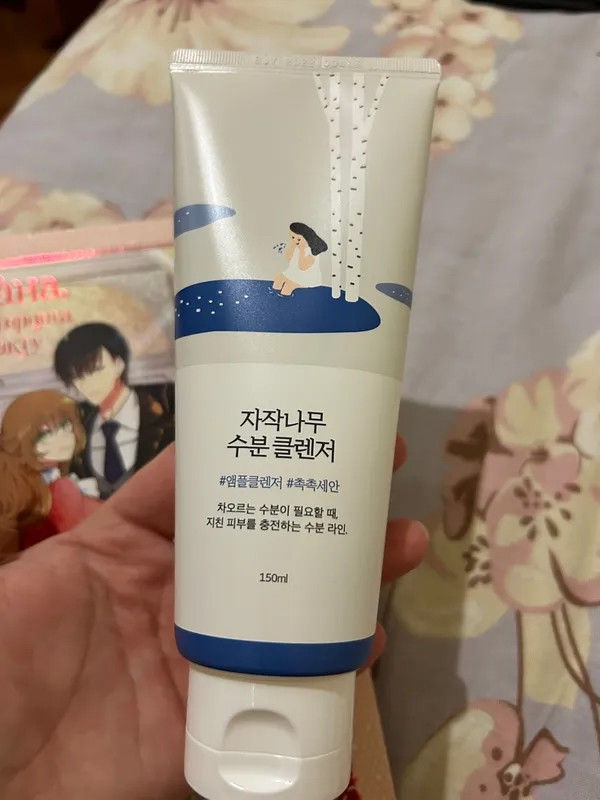 자작나무
수분 클렌저
#앰플클렌저 #촉촉세안
차오르는 수분이 필요할 때,
지친 피부를 충전하는 수분 라인.
150ml